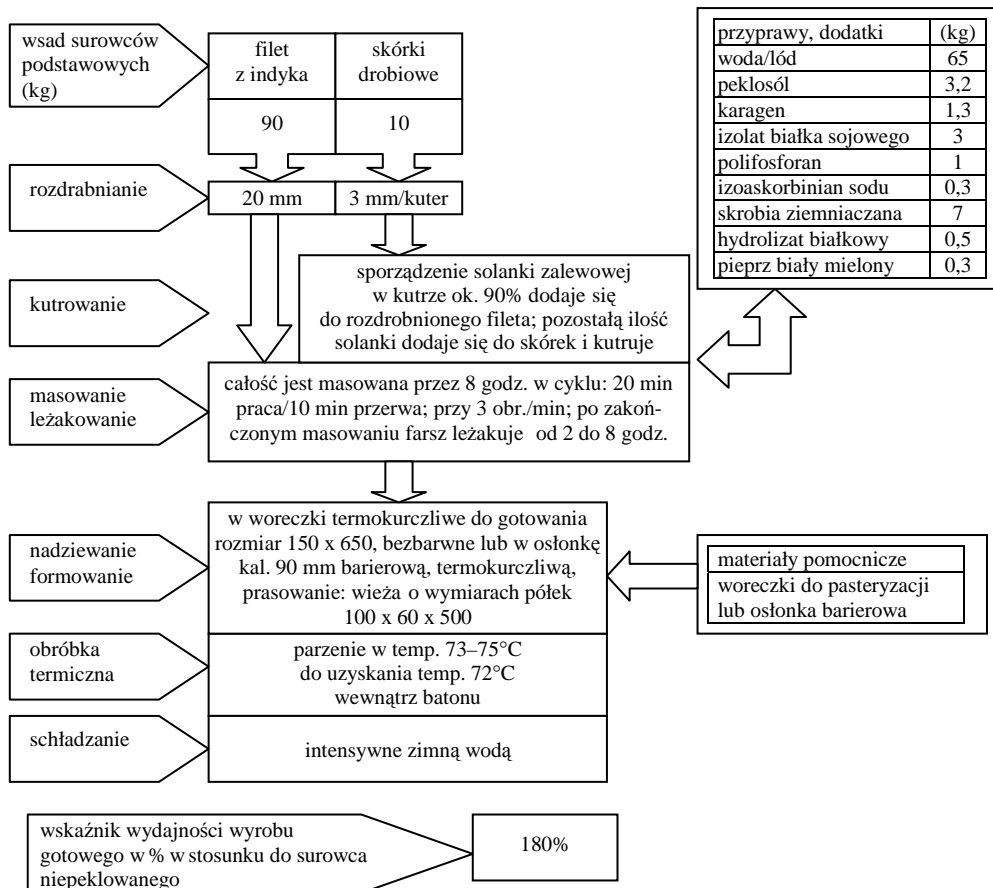 wsad surowców
podstawowych
(kg)
filet
z indyka
skórki
drobiowe
90
10
przyprawy, dodatki (kg)
woda/lód 65
peklosól 3,2
karagen 1,3
izolat białka sojowego 3
polifosforan 1
izoaskorbinian sodu 0,3
skrobia ziemniaczana 7
hydrolizat białkowy 0,5
pieprz biały mielony 0,3
rozdrabnianie
20 mm
3 mm/kuter
kutrowanie
sporządzenie solanki zalewowej
w kutrze ok. 90% dodaje się
do rozdrobnionego fileta; pozostałą ilość
solanki dodaje się do skórek i kutruje
masowanie
leżakowanie
całość jest masowana przez 8 godz. w cyklu: 20 min
praca/10 min przerwa; przy 3 obr./min; po zakoń-
czonym masowaniu farsz leżakuje od 2 do 8 godz.
nadziewanie
formowanie
w woreczki termokurczliwe do gotowania
rozmiar 150 x 650, bezbarwne lub w osłonkę
kal. 90 mm barierową, termokurczliwą,
prasowanie: wieża o wymiarach półek
100 x 60 x 500
materiały pomocnicze
woreczki do pasteryzacji
lub osłonka barierowa
obróbka
termiczna
parzenie w temp. 73–75°C
do uzyskania temp. 72°C
wewnątrz batonu
schładzanie
intensywne zimną wodą
wskaźnik wydajności wyrobu
gotowego w % w stosunku do surowca
niepeklowanego
180%